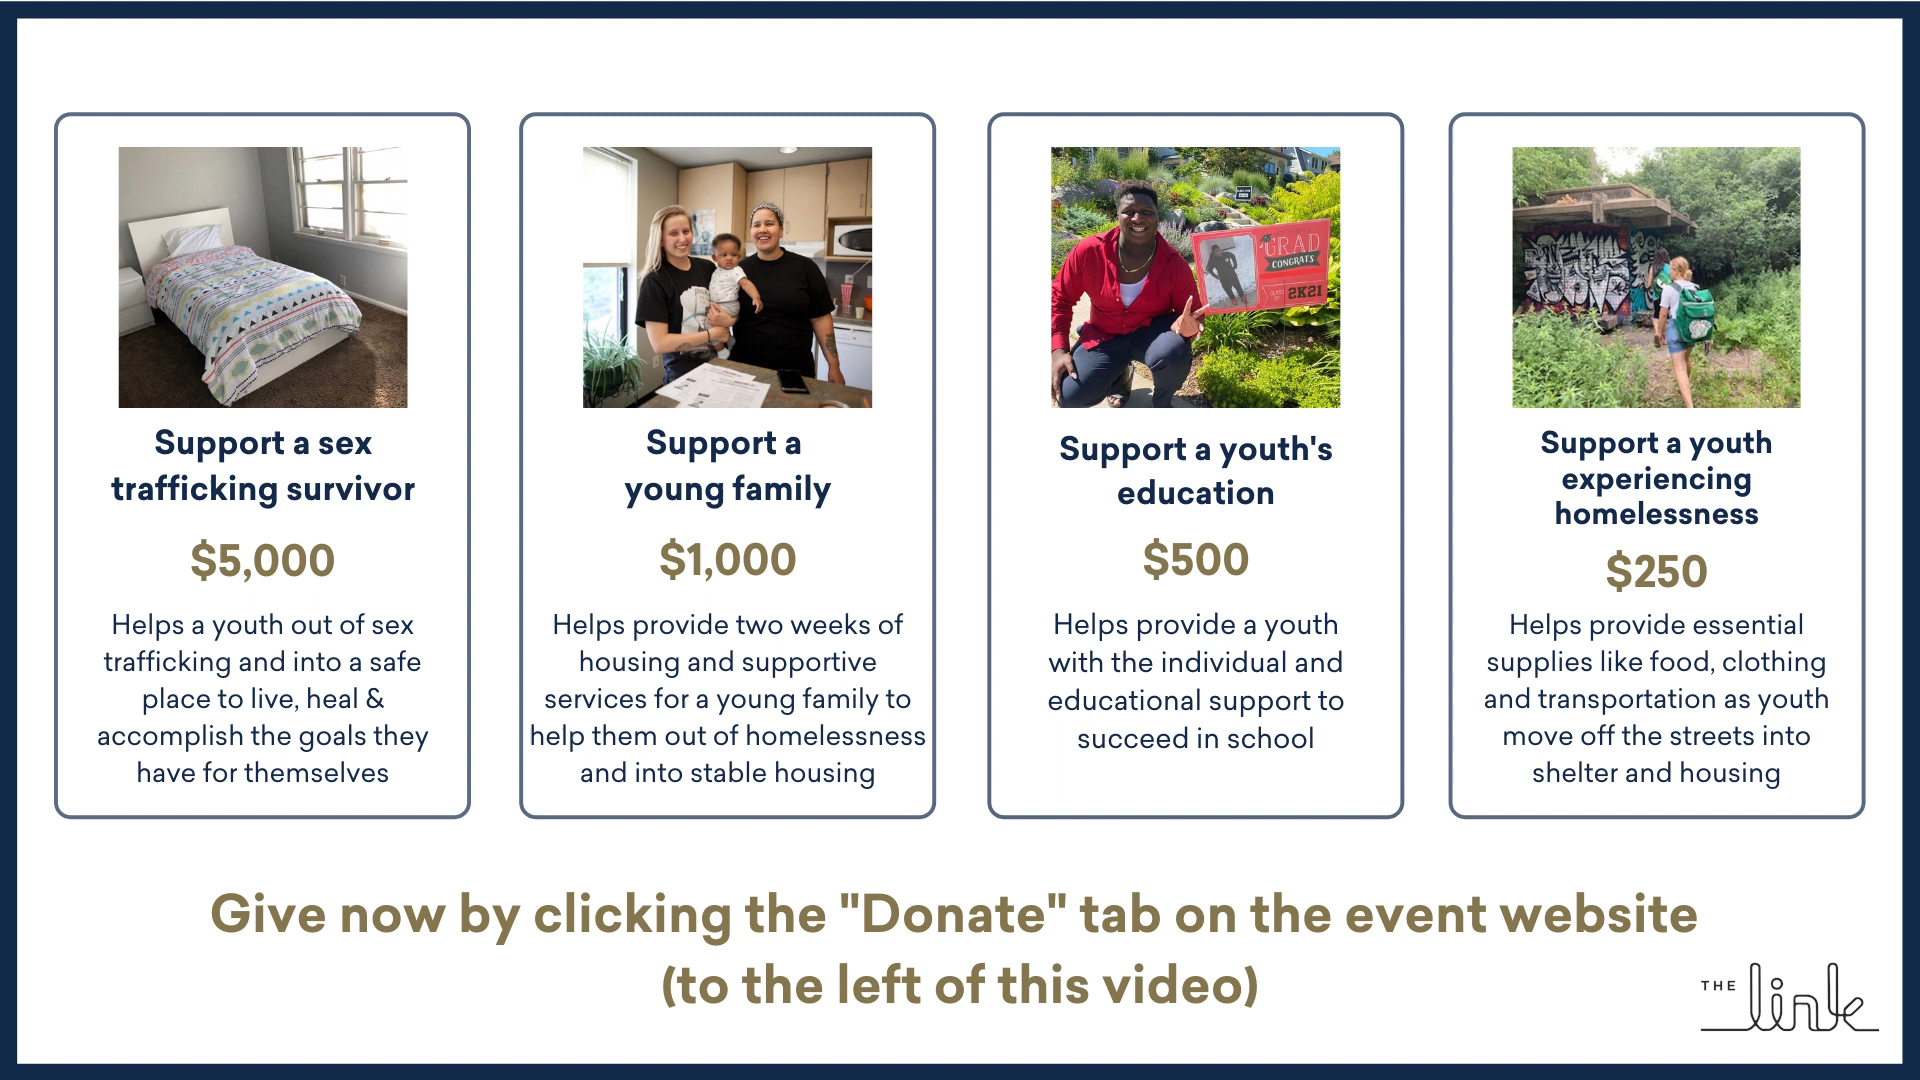 Support a sex
trafficking survivor
$5,000
Helps a youth out of sex
trafficking and into a safe
place to live, heal &
accomplish the goals they
have for themselves
Support a
young family
$1,000
Helps provide two weeks of
housing and supportive
services for a young family to
help them out of homelessness
and into stable housing
GRAD
CONGRATS
CLASS
OF
2K21
Support a youth's
education
$500
Helps provide a youth
with the individual and
educational support to
succeed in school
Support a youth
experiencing
homelessness
$250
Helps provide essential
supplies like food, clothing
and transportation as youth
move off the streets into
shelter and housing
Give now by clicking the "Donate" tab on the event website
(to the left of this video)
THE link